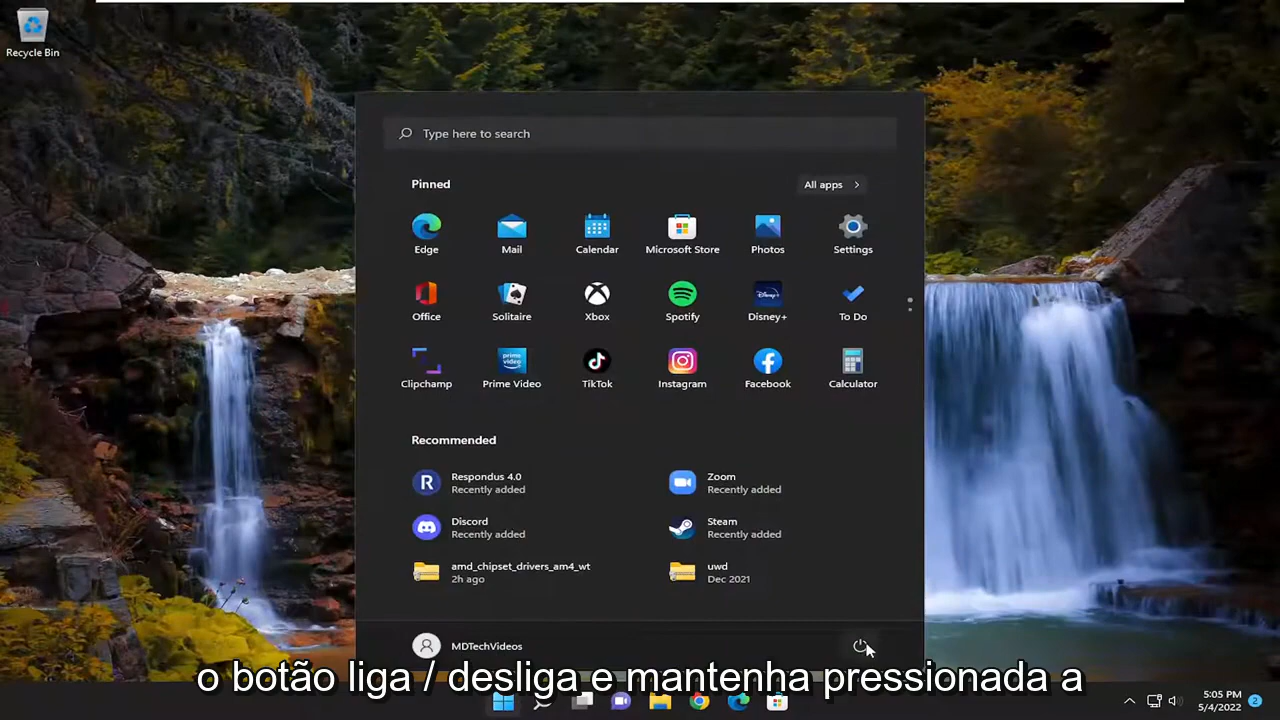 Recycle Bin
Type here to search
Pinned
All apps
Edge
Mail
Calendar
Microsoft Store
Photos
Settings
Office
Solitaire
Xbox
Spotify
Disney+
To Do
Clipchamp
prime video
Prime Video
TikTok
Instagram
Facebook
Calculator
Recommended
R
Respondus 4.0
Recently added
Zoom
Recently added
Discord
Recently added
Steam
Recently added
amd_chipset_drivers_am4_wt
2h ago
uwd
Dec 2021
MDTechVideos
o botão liga / desliga e mantenha pressionada a
5:05 PM
5/4/2022
2